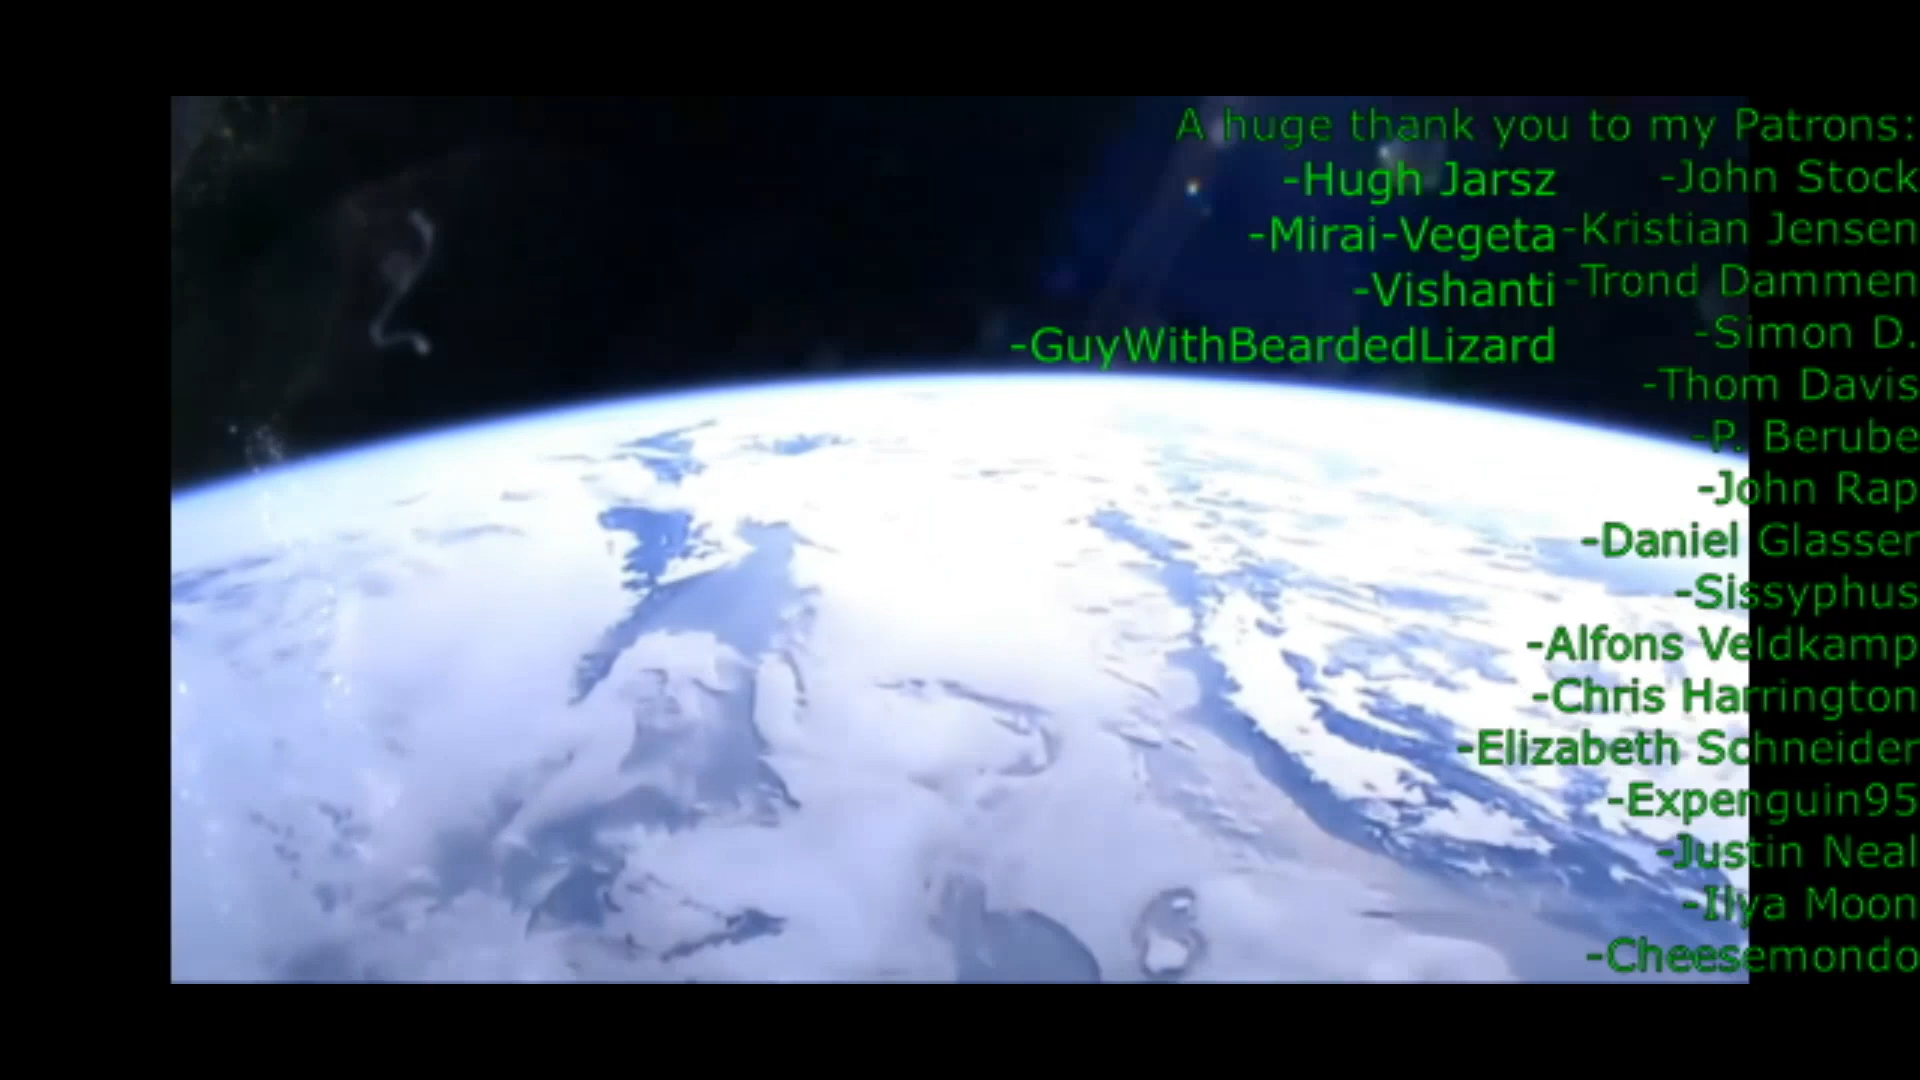 A huge thank you to my Patrons:
-Hugh Jarsz
-Mirai-Vegeta
-Vishanti
-GuyWithBeardedLizard
-John Stock
-Kristian Jensen
-Trond Dammen
-Simon D.
-Thom Davis
-P. Berube
-John Rap
-Daniel Glasser
-Sissyphus
-Alfons Veldkamp
-Chris Harrington
-Elizabeth Schneider
-Expenguin95
-Justin Neal
-Ilya Moon
-Cheesemondo